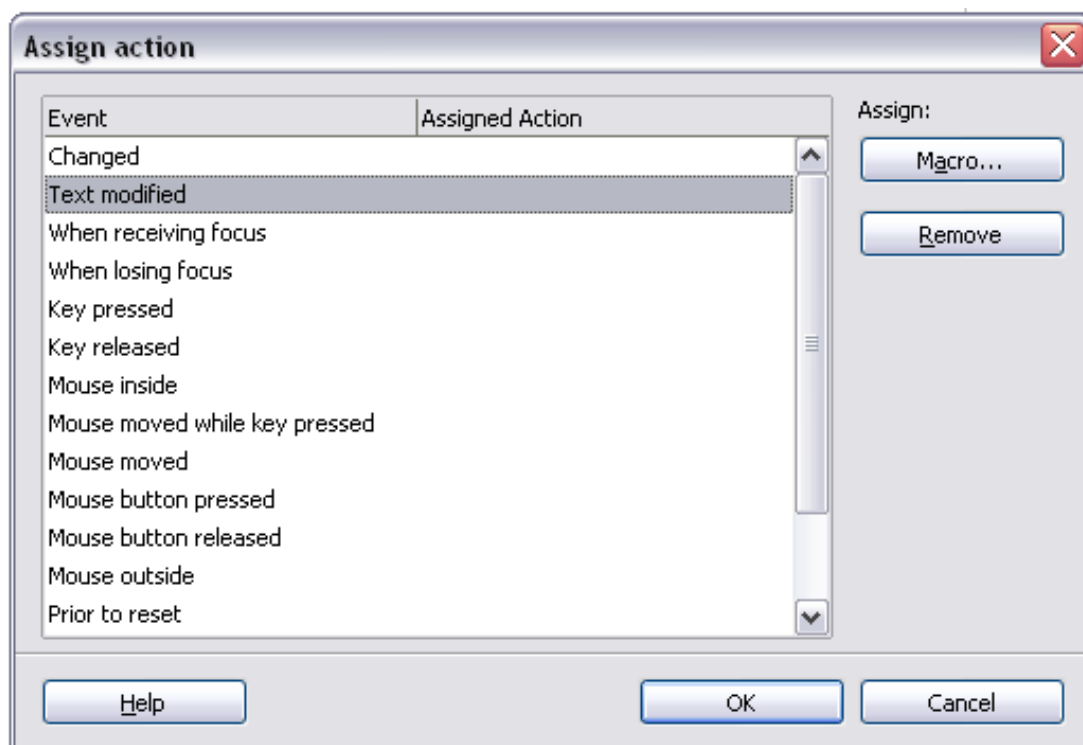 Assign action
Event Assigned Action
Assign:
Changed
Macro...
Text modified
When receiving focus
Remove
When losing focus
Key pressed
Key released
Mouse inside
Mouse moved while key pressed
Mouse moved
Mouse button pressed
Mouse button released
Mouse outside
Prior to reset
Help OK Cancel